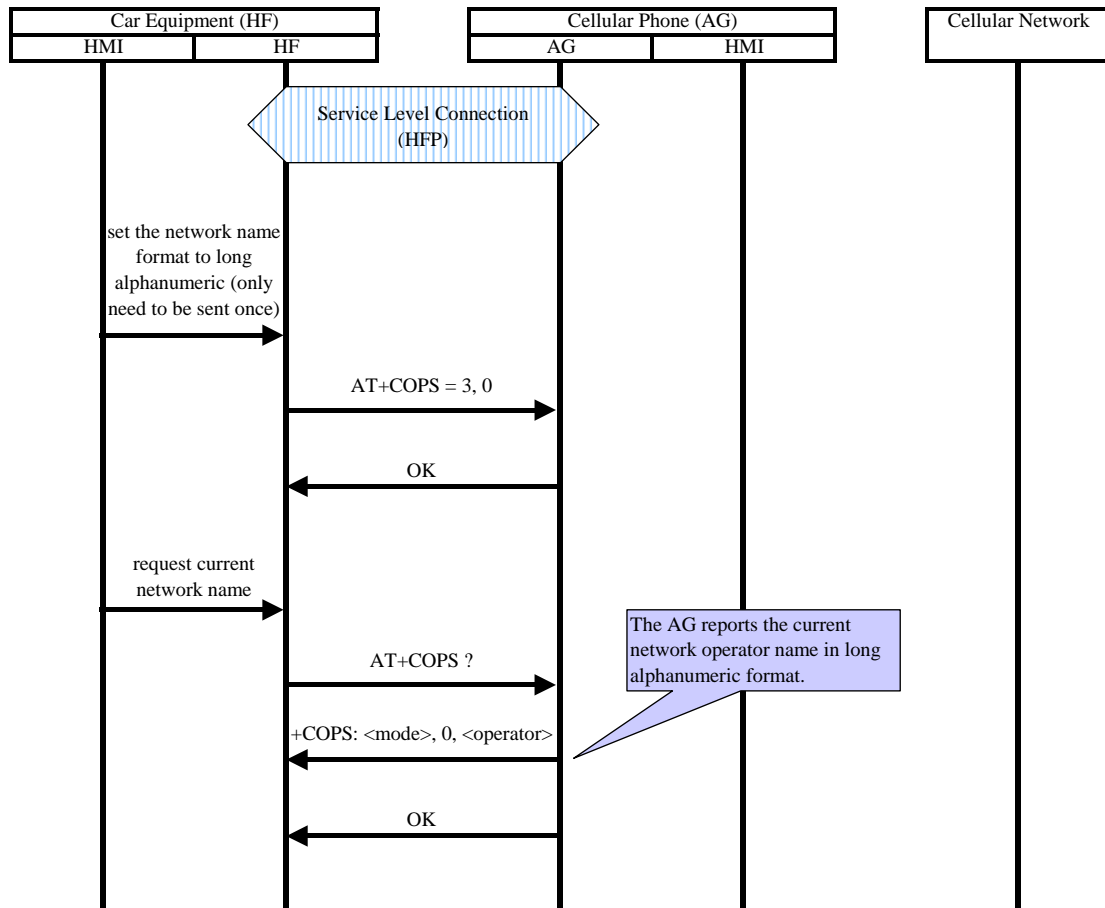 Car Equipment (HF)
Cellular Phone (AG)
Cellular Network
HMI
HF
AG
HMI
Service Level Connection
(HFP)
set the network name
format to long
alphanumeric (only
need to be sent once)
AT+COPS = 3, 0
OK
request current
network name
The AG reports the current
network operator name in long
alphanumeric format.
AT+COPS ?
+COPS: <mode>, 0, <operator>
OK